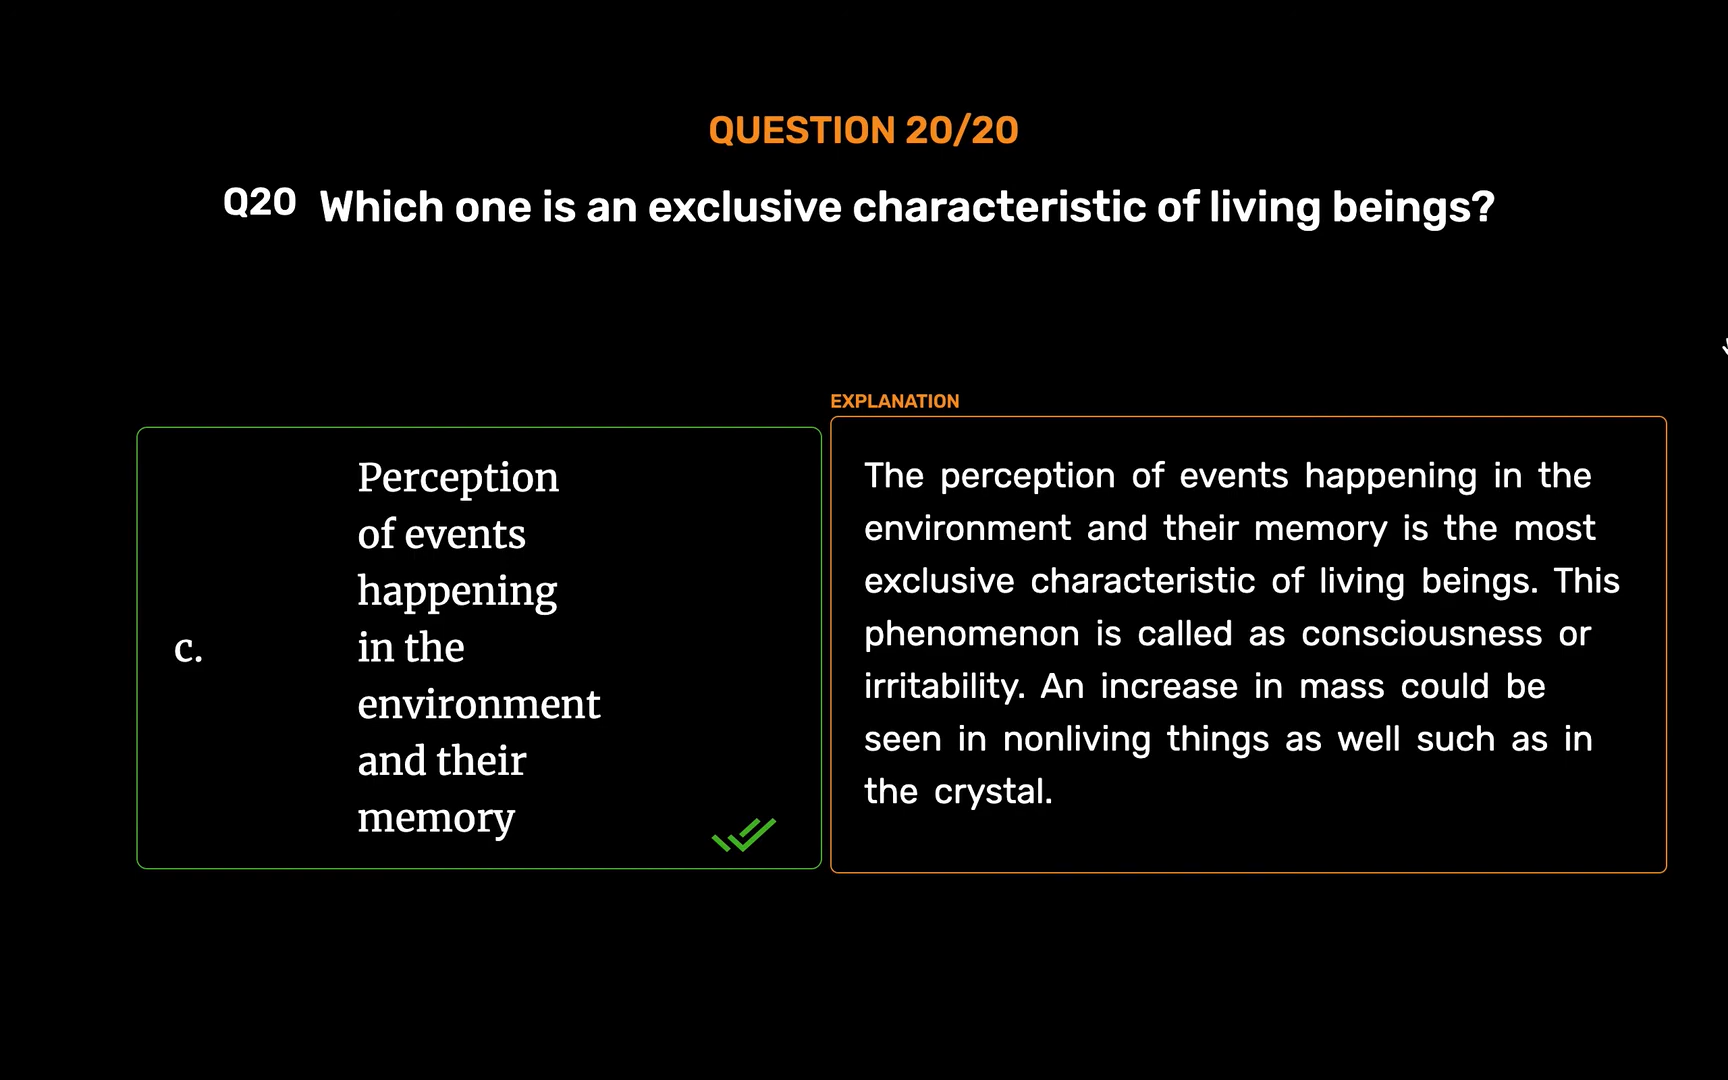 QUESTION 20/20
Q20 Which one is an exclusive characteristic of living beings?
c.
Perception
of events
happening
in the
environment
and their
memory
EXPLANATION
The perception of events happening in the
environment and their memory is the most
exclusive characteristic of living beings. This
phenomenon is called as consciousness or
irritability. An increase in mass could be
seen in nonliving things as well such as in
the crystal.